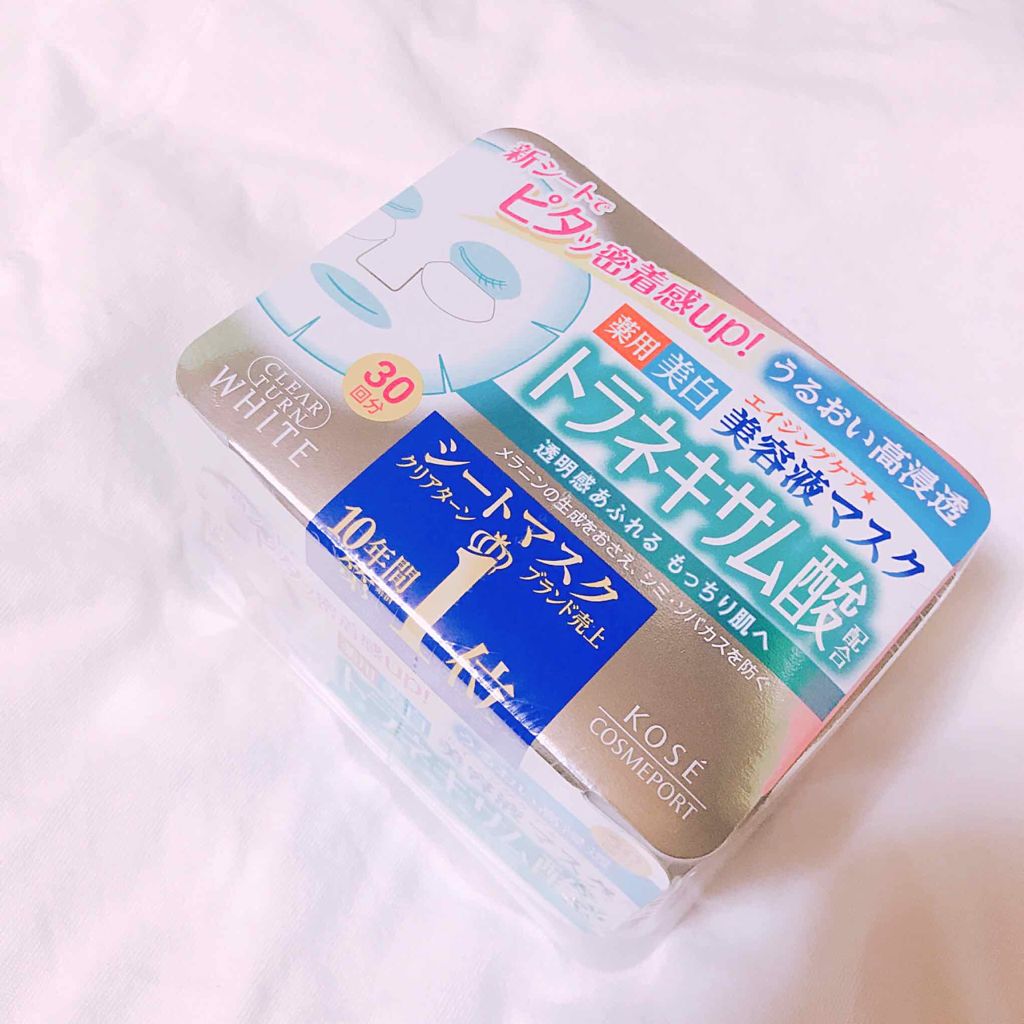 新シートで
ピタッ密着感up!
うるおい高浸透
薬用 美白
エイジングケア★
美容液マスク
トラネキサム酸
配合
透明感あふれる もっちり肌へ
メラニンの生成をおさえ、シミ・ソバカスを防ぐ
30
回分
CLEAR
TURN
WHITE
シートマスク
クリアターン
ブランド売上
10年間
1位
KOSÉ
COSMEPORT